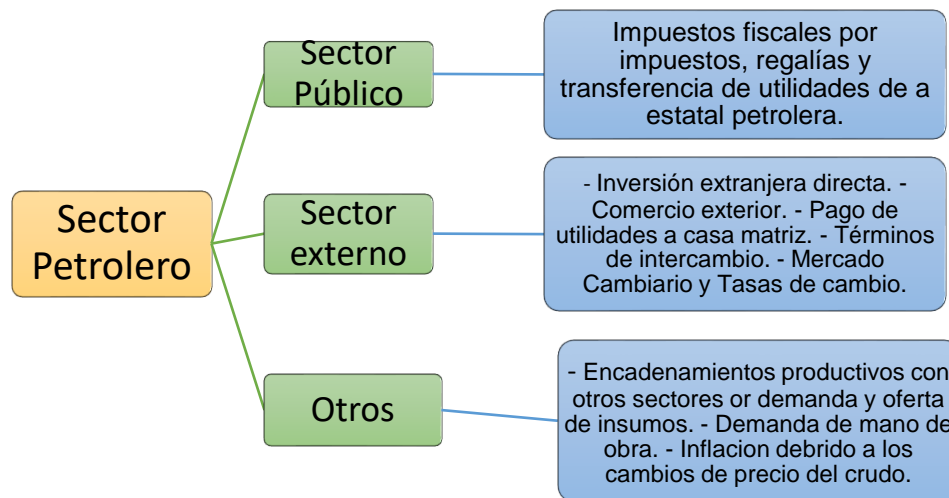 Sector
Petrolero
Sector
Público
Impuestos fiscales por
impuestos, regalías y
transferencia de utilidades de a
estatal petrolera.
Sector
externo
- Inversión extranjera directa. -
Comercio exterior. - Pago de
utilidades a casa matriz. - Términos
de intercambio. - Mercado
Cambiario y Tasas de cambio.
Otros
- Encadenamientos productivos con
otros sectores or demanda y oferta
de insumos. - Demanda de mano de
obra. - Inflacion debrido a los
cambios de precio del crudo.